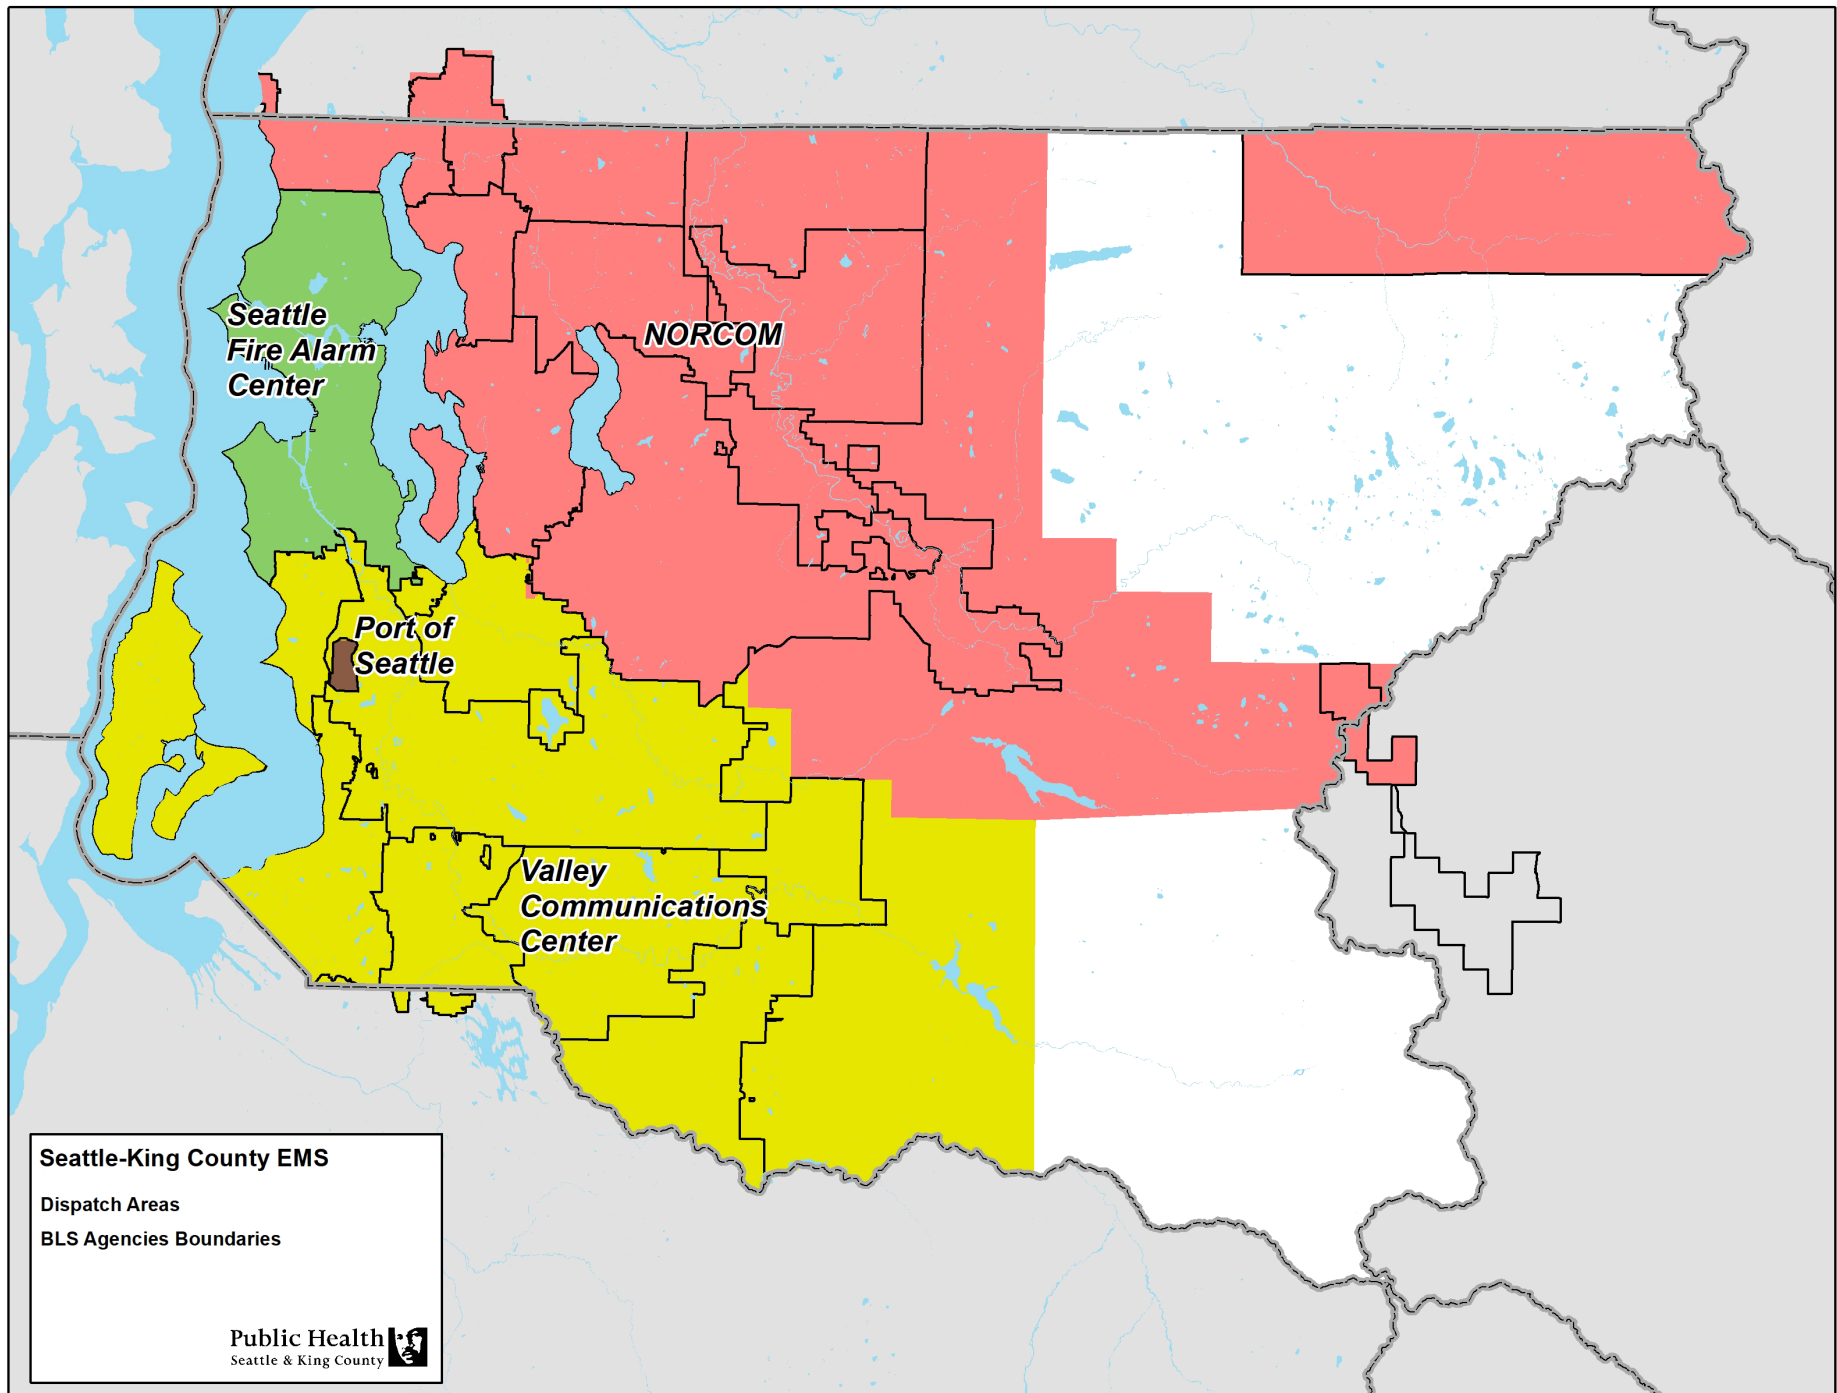 Seattle
Fire Alarm
Center
NORCOM
Port of
Seattle
Valley
Communications
Center
Seattle-King County EMS
Dispatch Areas
BLS Agencies Boundaries
Public Health
Seattle & King County